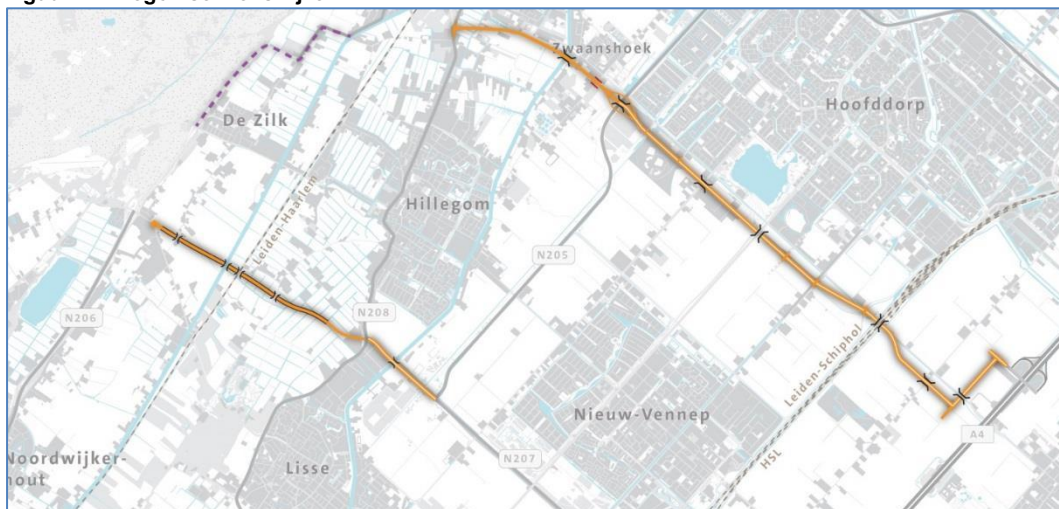 Zwaanshoek
Hoofddorp
De Zilk
Leiden-Haarlem
Hillegom
N205
N208
N206
Leiden-Schiphol
Nieuw-Vennep
A4
HSL
Noordwijker-
hout
Lisse
N207